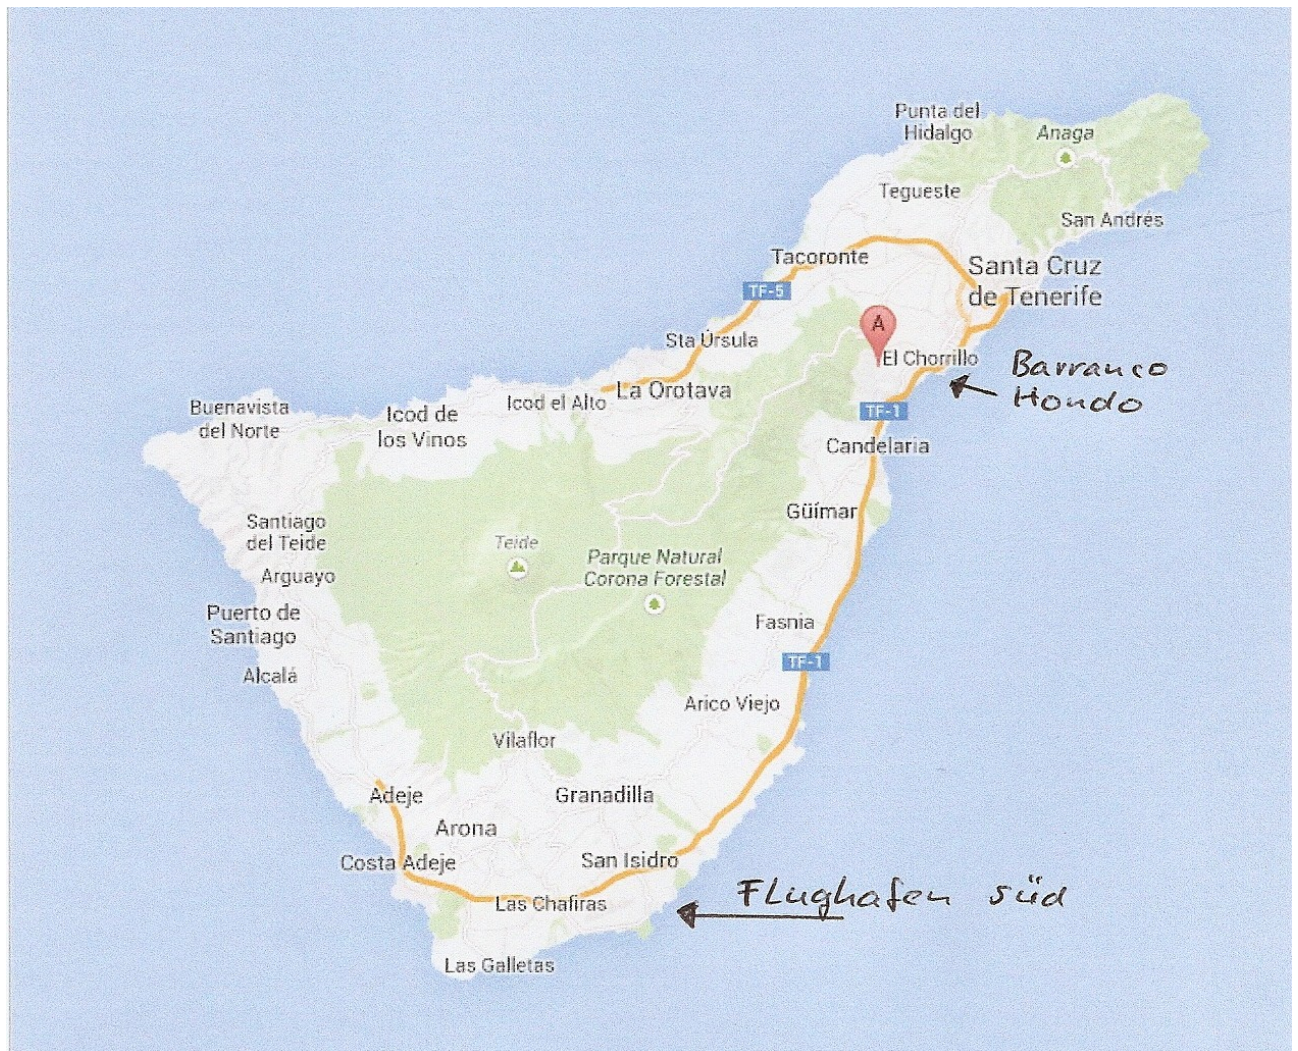 Punta del
Hidalgo
Anaga
Tegueste
San Andrés
Tacoronte
Santa Cruz
de Tenerife
TF-5
A
Sta Úrsula
El Chorrillo
Barranco
Hondo
La Orotava
Icod el Alto
Buenavista
del Norte
Icod de
los Vinos
TF-1
Candelaria
Güímar
Santiago
del Teide
Teide
Parque Natural
Corona Forestal
Arguayo
Puerto de
Santiago
Fasnia
TF-1
Alcalá
Arico Viejo
Vilaflor
Adeje
Granadilla
Arona
Costa Adeje
San Isidro
Flughafen süd
Las Chafiras
Las Galletas